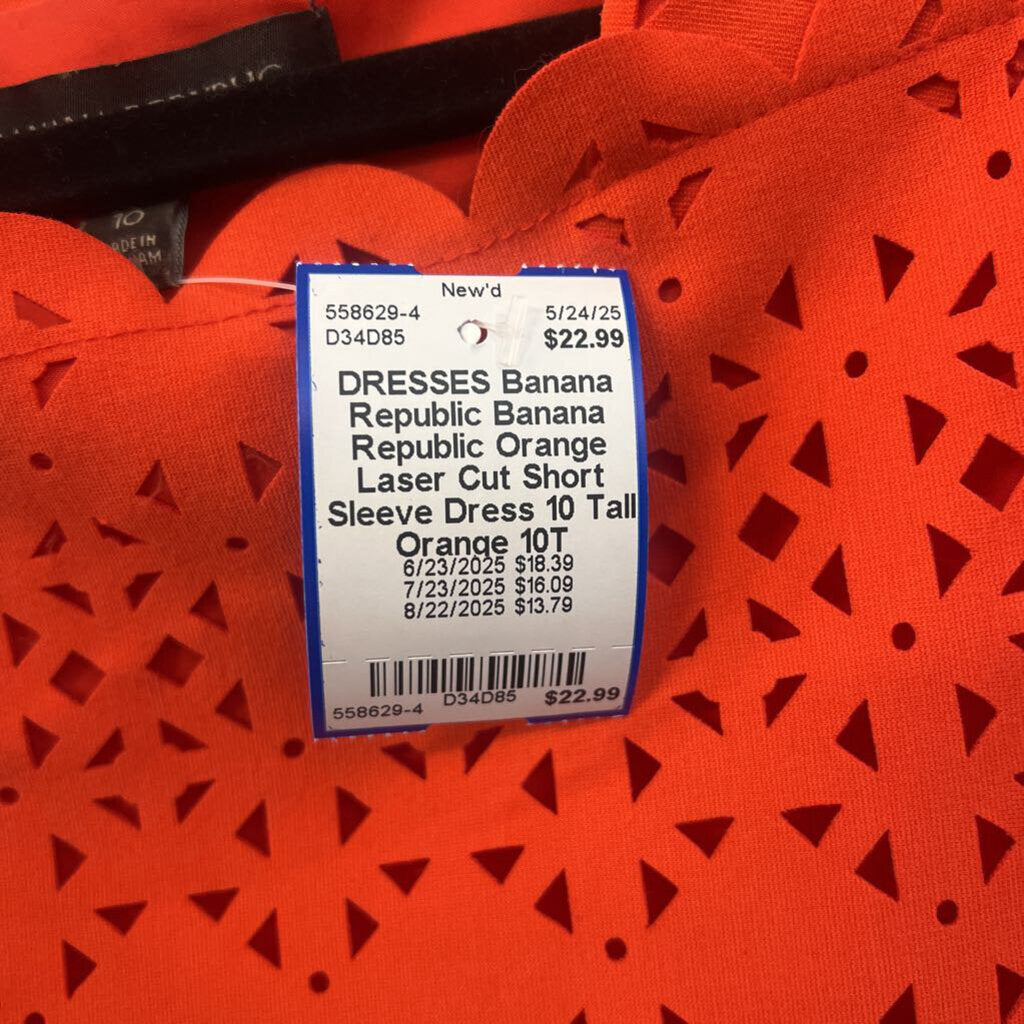 10
MADE IN
New'd
558629-4 5/24/25
D34D85 $22.99
DRESSES Banana
Republic Banana
Republic Orange
Laser Cut Short
Sleeve Dress 10 Tall
Orange 10T
6/23/2025 $18.39
7/23/2025 $16.09
8/22/2025 $13.79
D34D85
558629-4 $22.99